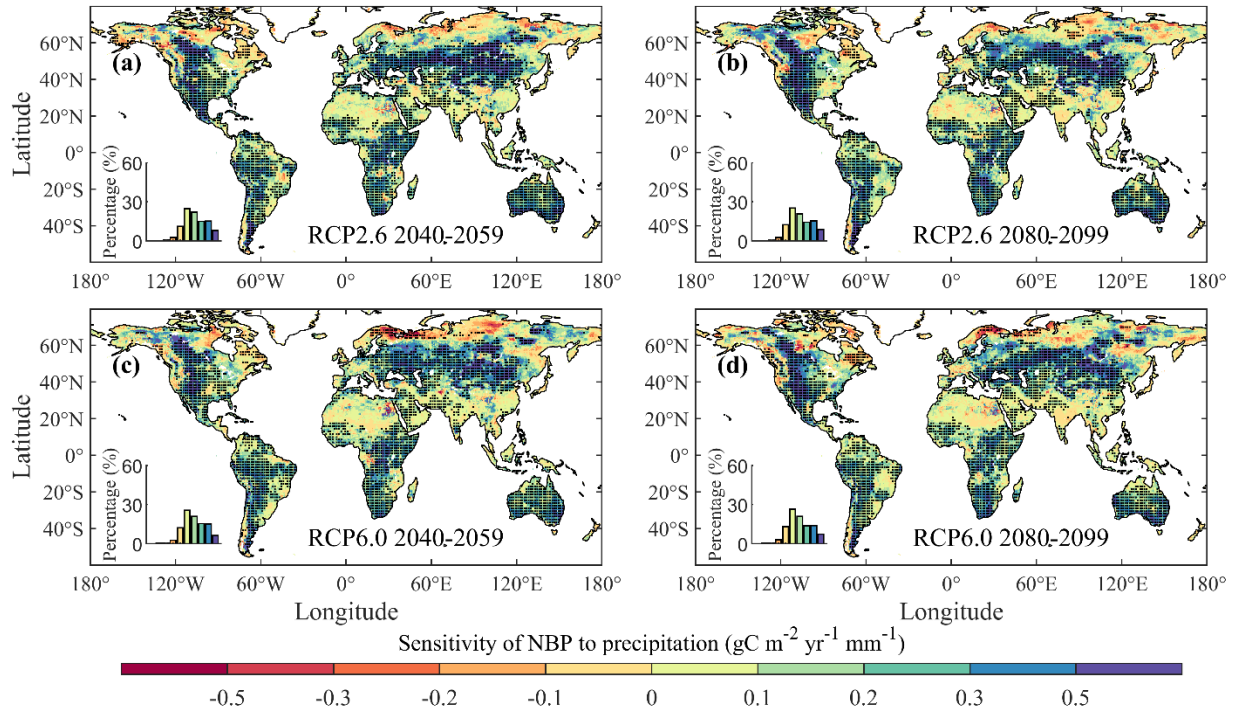 60°N
40°N
20°N
0°
20°S
40°S
Latitude
(a)
Percentage (%)
60
30
0
RCP2.6 2040-2059
180° 120°W 60°W 0° 60°E 120°E 180°
60°N
40°N
20°N
0°
20°S
40°S
(b)
Percentage (%)
60
30
0
RCP2.6 2080-2099
180° 120°W 60°W 0° 60°E 120°E 180°
60°N
40°N
20°N
0°
20°S
40°S
Latitude
(c)
Percentage (%)
60
30
0
RCP6.0 2040-2059
180° 120°W 60°W 0° 60°E 120°E 180°
Longitude
60°N
40°N
20°N
0°
20°S
40°S
(d)
Percentage (%)
60
30
0
RCP6.0 2080-2099
180° 120°W 60°W 0° 60°E 120°E 180°
Longitude
Sensitivity of NBP to precipitation (gC m⁻² yr⁻¹ mm⁻¹)
-0.5 -0.3 -0.2 -0.1 0 0.1 0.2 0.3 0.5